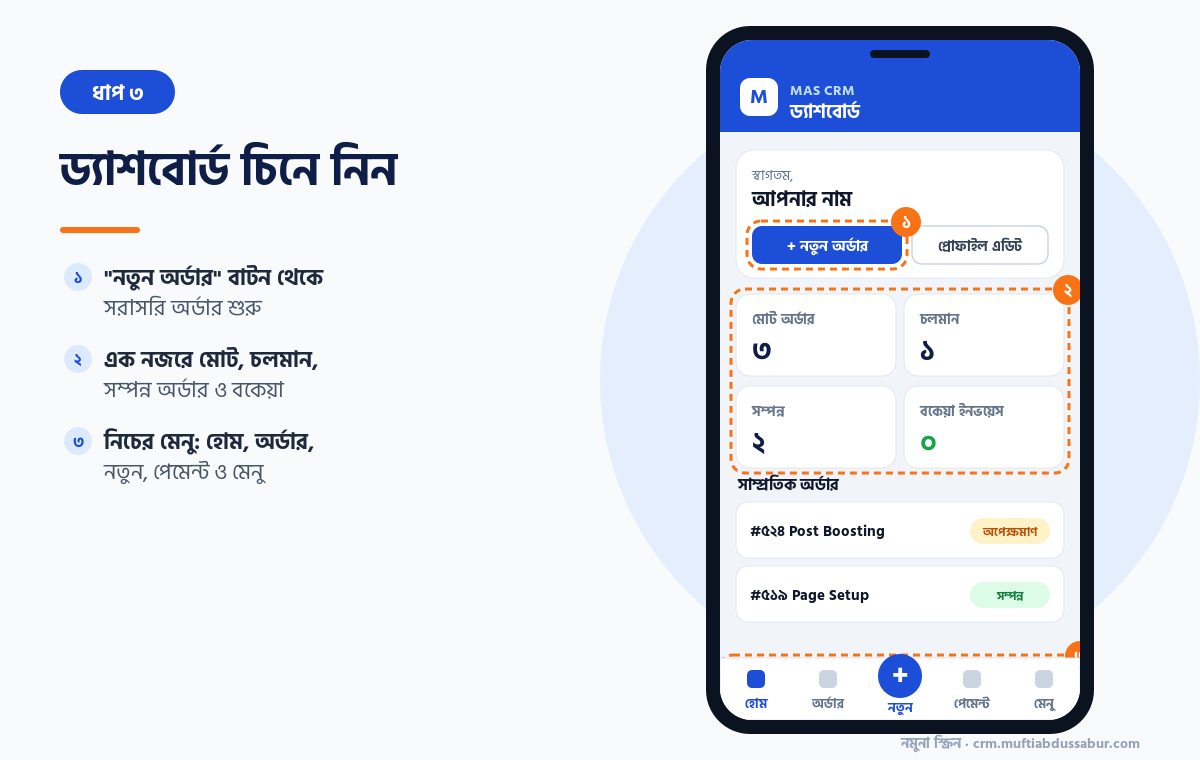 ধাপ ৩
ড্যাশবোর্ড চিনে নিন
১
"নতুন অর্ডার" বাটন থেকে
সরাসরি অর্ডার শুরু
২
এক নজরে মোট, চলমান,
সম্পন্ন অর্ডার ও বকেয়া
৩
নিচের মেনু: হোম, অর্ডার,
নতুন, পেমেন্ট ও মেনু
M
MAS CRM
ড্যাশবোর্ড
স্বাগতম,
আপনার নাম
১
+ নতুন অর্ডার
প্রোফাইল এডিট
২
মোট অর্ডার
৩
চলমান
১
সম্পন্ন
২
বকেয়া ইনভয়েস
০
সাম্প্রতিক অর্ডার
#৫২৪ Post Boosting
অপেক্ষমাণ
#৫১৯ Page Setup
সম্পন্ন
হোম
অর্ডার
+
নতুন
পেমেন্ট
মেনু
নমুনা স্ক্রিন · crm.muftiabdussabur.com